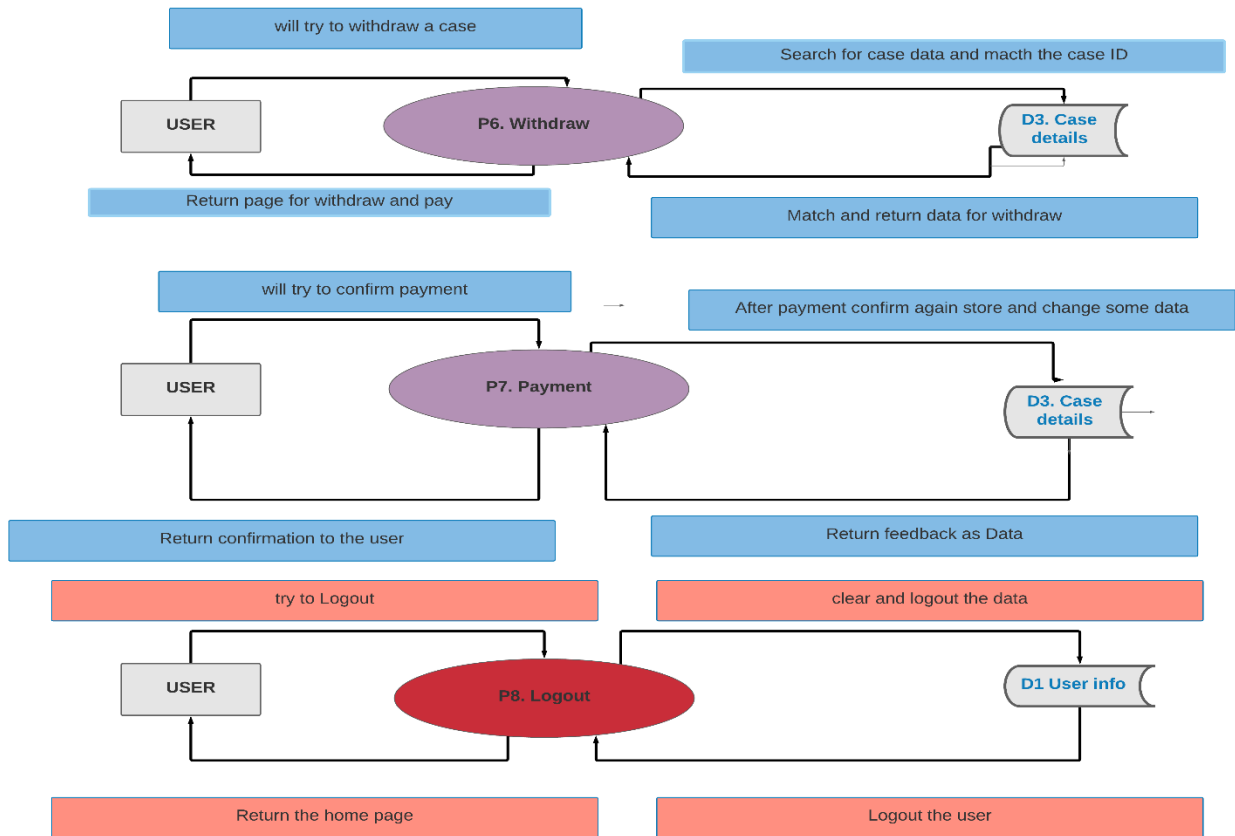 will try to withdraw a case
Search for case data and macth the case ID
USER
P6. Withdraw
D3. Case
details
Return page for withdraw and pay
Match and return data for withdraw
will try to confirm payment
After payment confirm again store and change some data
USER
P7. Payment
D3. Case
details
Return confirmation to the user
Return feedback as Data
try to Logout
clear and logout the data
USER
P8. Logout
D1 User info
Return the home page
Logout the user